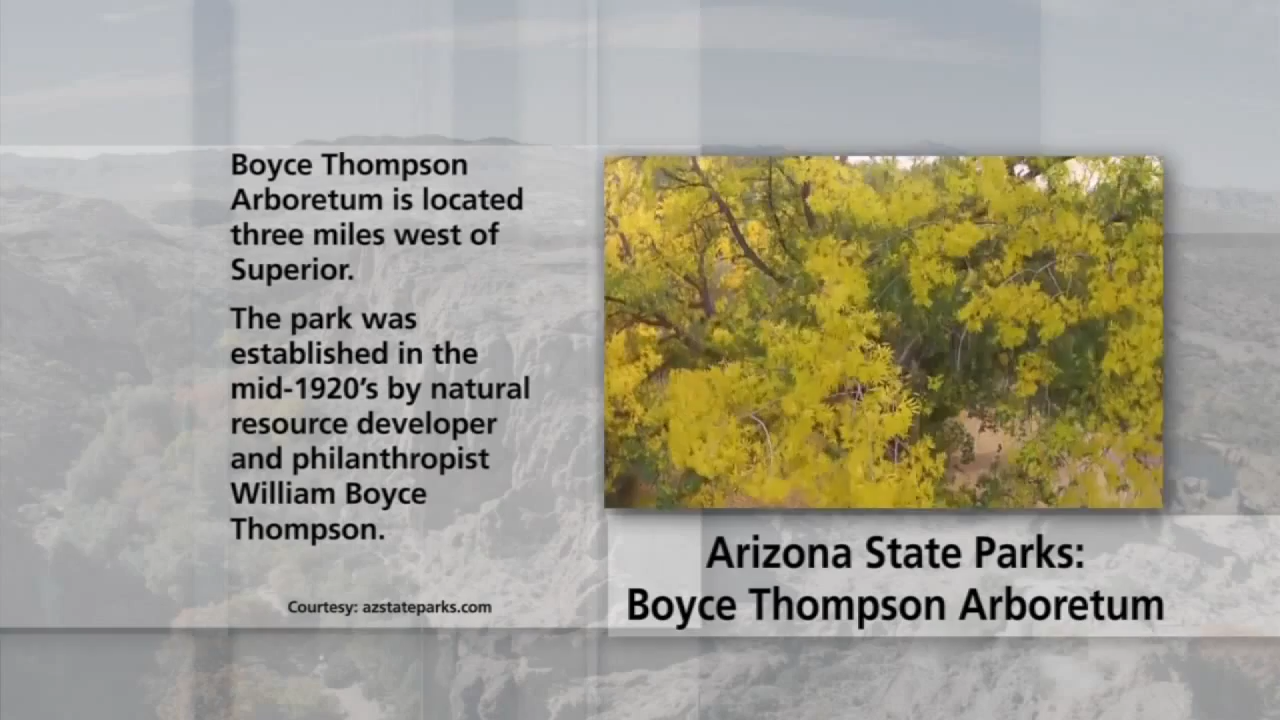 Boyce Thompson
Arboretum is located
three miles west of
Superior.
The park was
established in the
mid-1920’s by natural
resource developer
and philanthropist
William Boyce
Thompson.
Courtesy: azstateparks.com
Arizona State Parks:
Boyce Thompson Arboretum